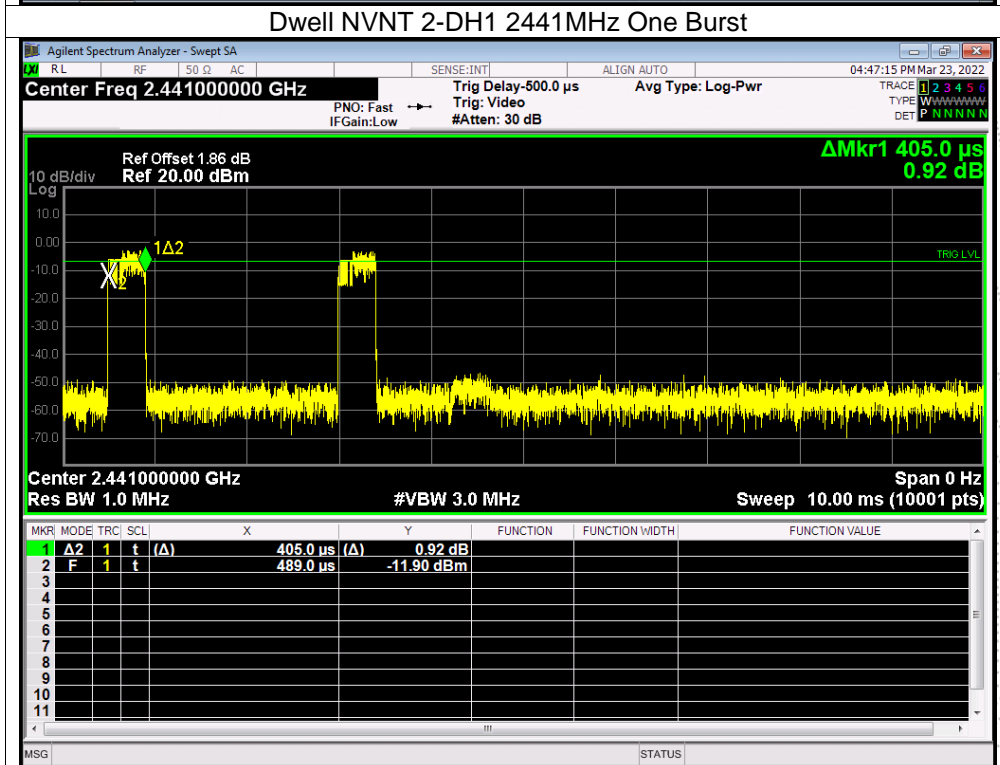 Dwell NVNT 2-DH1 2441MHz One Burst
Agilent Spectrum Analyzer - Swept SA
LXI RL RF 50 Ω AC SENSE:INT ALIGN AUTO 04:47:15 PM Mar 23, 2022
Center Freq 2.441000000 GHz Trig Delay-500.0 µs Avg Type: Log-Pwr TRACE 1 2 3 4 5 6
PNO: Fast Trig: Video TYPE WWWWWWW
IFGain:Low #Atten: 30 dB DET P N N N N N
ΔMkr1 405.0 µs
0.92 dB
Ref Offset 1.86 dB
10 dB/div Ref 20.00 dBm
Log
10.0
0.00
1Δ2
TRIG LVL
-10.0
2
-20.0
-30.0
-40.0
-50.0
-60.0
-70.0
Center 2.441000000 GHz Span 0 Hz
Res BW 1.0 MHz #VBW 3.0 MHz Sweep 10.00 ms (10001 pts)
MKR MODE TRC SCL X Y FUNCTION FUNCTION WIDTH FUNCTION VALUE
1 Δ2 1 t (Δ) 405.0 µs (Δ) 0.92 dB
2 F 1 t 489.0 µs -11.90 dBm
3
4
5
6
7
8
9
10
11
MSG STATUS